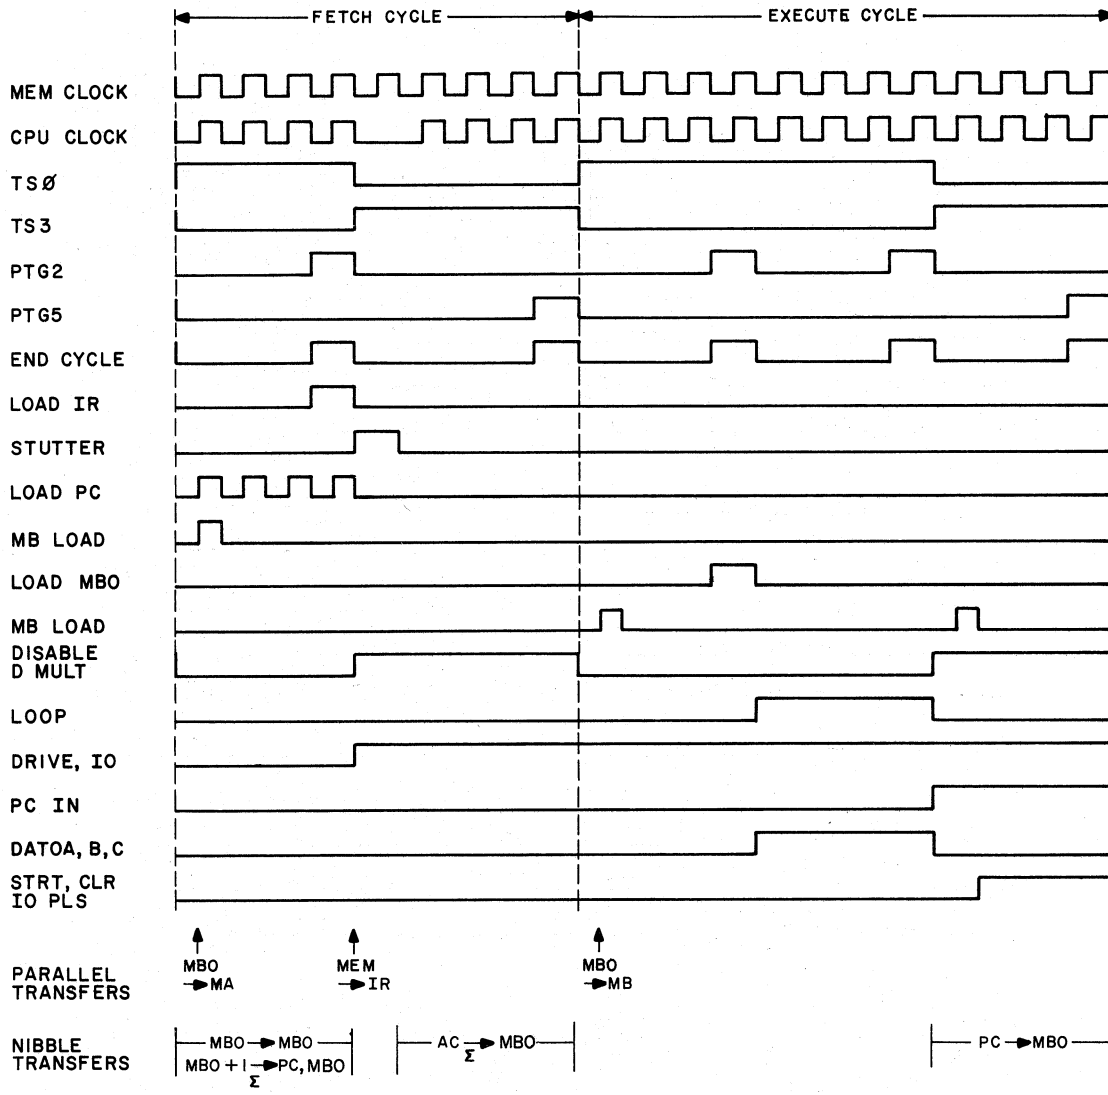 FETCH CYCLE
EXECUTE CYCLE
MEM CLOCK
CPU CLOCK
TSØ
TS3
PTG2
PTG5
END CYCLE
LOAD IR
STUTTER
LOAD PC
MB LOAD
LOAD MBO
MB LOAD
DISABLE
D MULT
LOOP
DRIVE, IO
PC IN
DATOA, B, C
STRT, CLR
IO PLS
PARALLEL
TRANSFERS
MBO
→MA
MEM
→IR
MBO
→MB
NIBBLE
TRANSFERS
MBO→MBO
MBO+1→PC, MBO
Σ
AC→MBO
Σ
PC→MBO